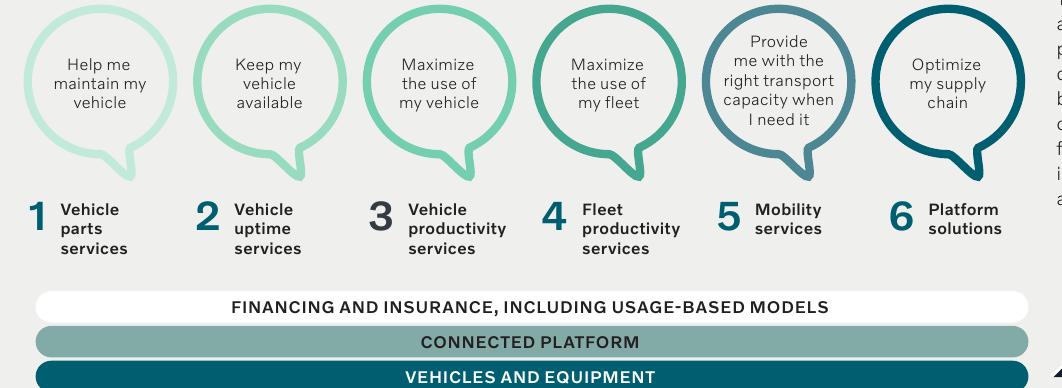 Help me
maintain my
vehicle
Keep my
vehicle
available
Maximize
the use of
my vehicle
Maximize
the use of
my fleet
Provide
me with the
right transport
capacity when
I need it
Optimize
my supply
chain
1 Vehicle
parts
services
2 Vehicle
uptime
services
3 Vehicle
productivity
services
4 Fleet
productivity
services
5 Mobility
services
6 Platform
solutions
FINANCING AND INSURANCE, INCLUDING USAGE-BASED MODELS
CONNECTED PLATFORM
VEHICLES AND EQUIPMENT